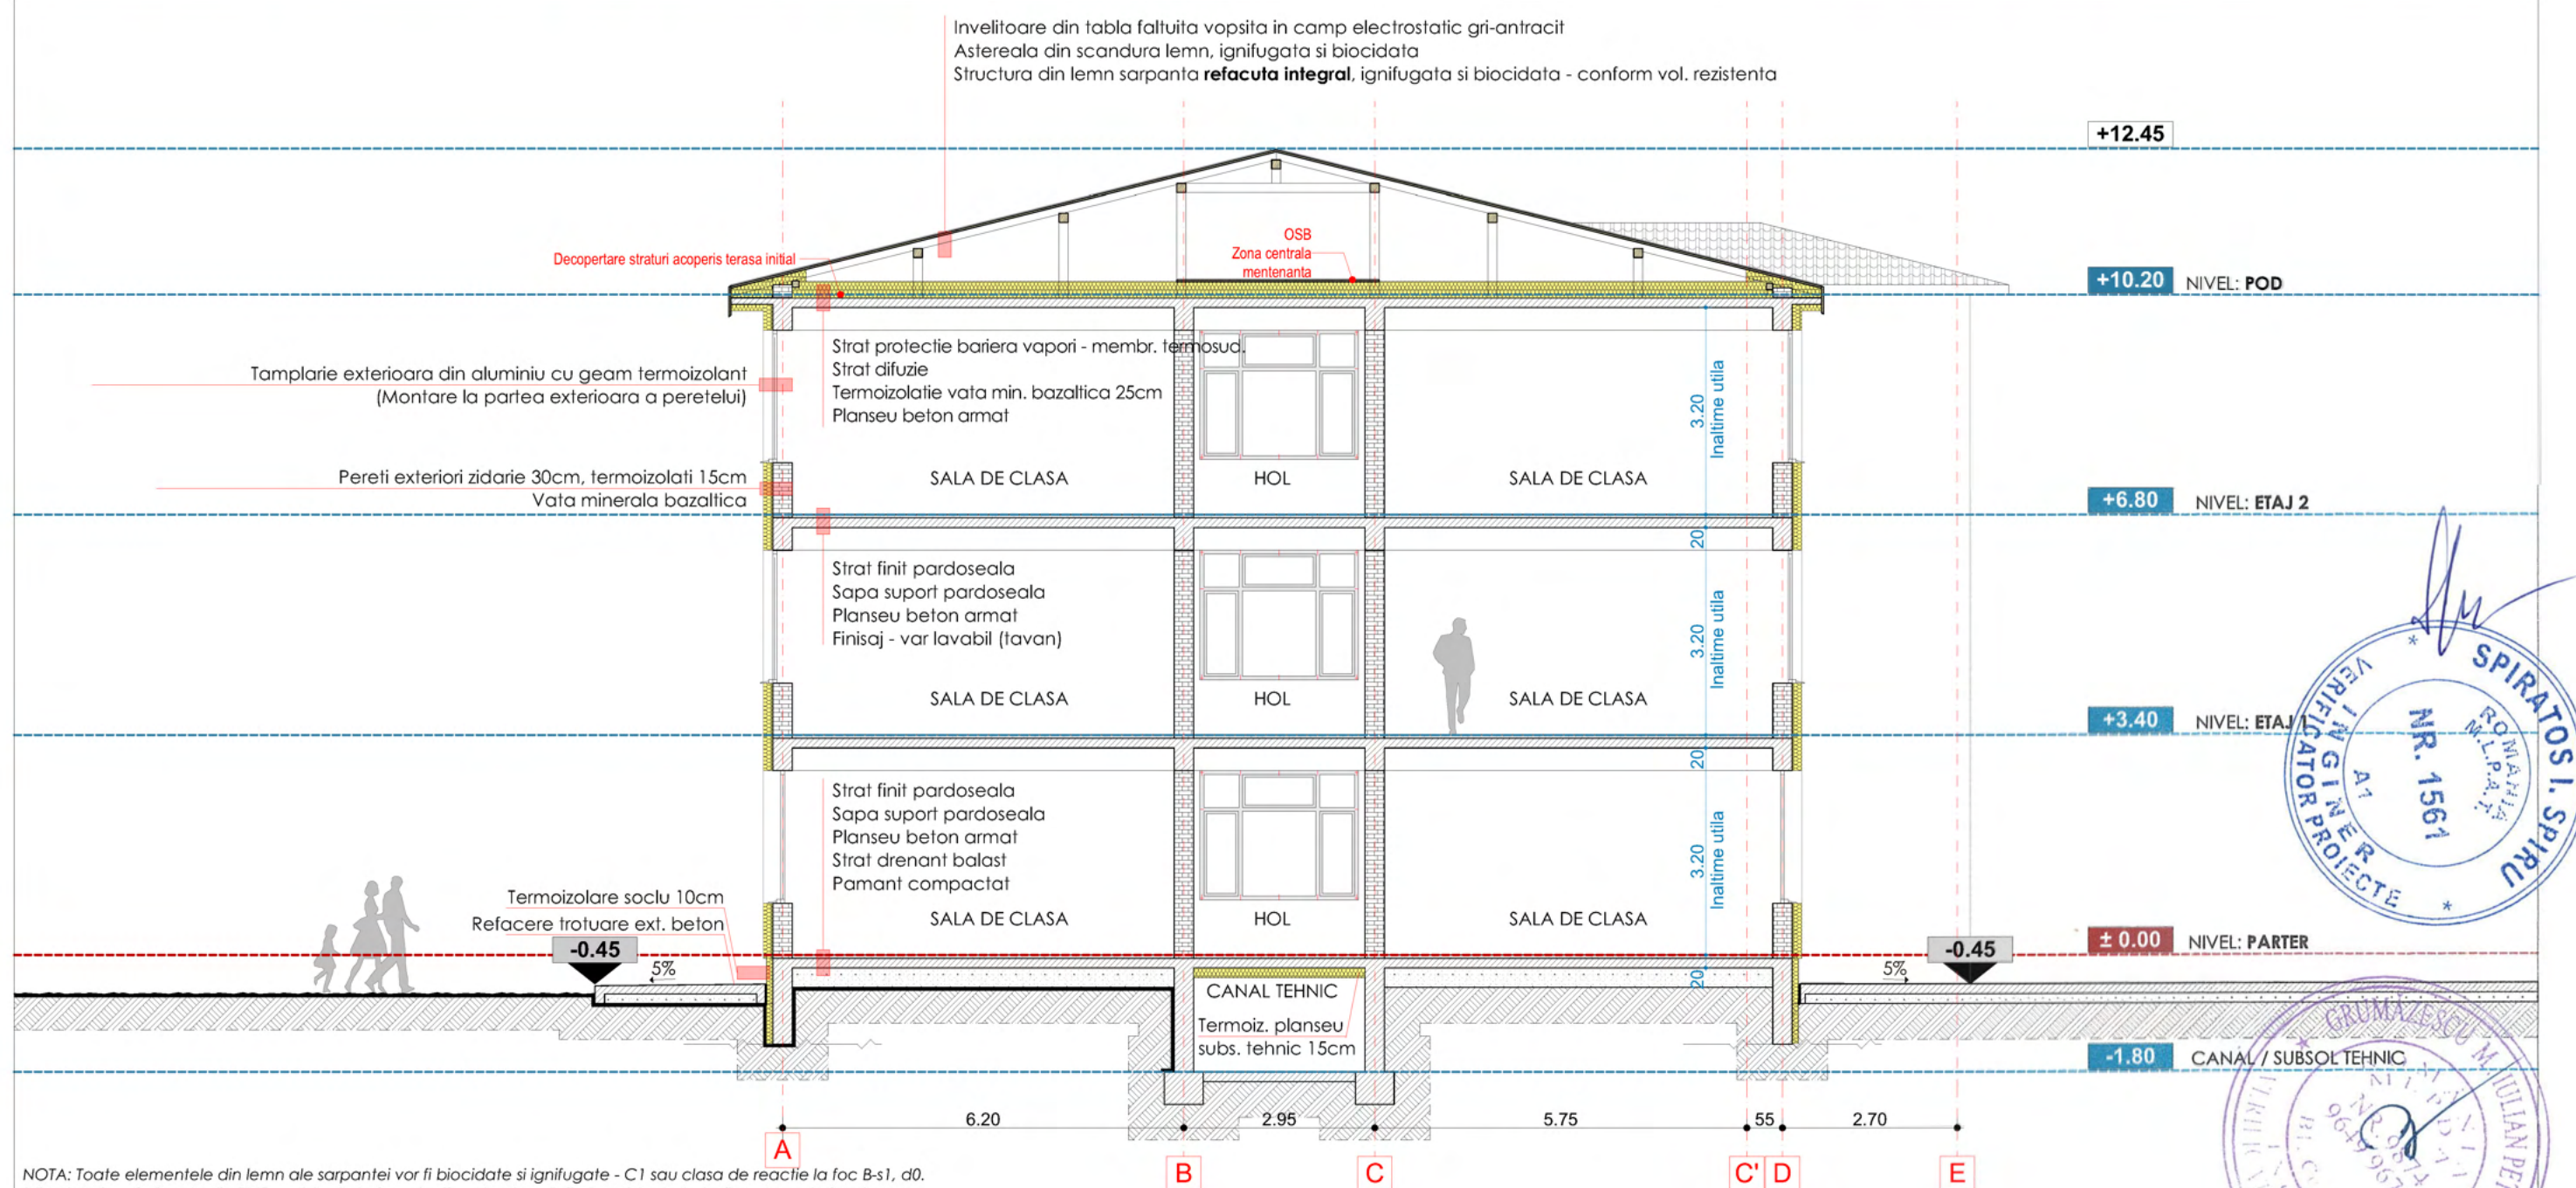 Invelitoare din tabla faltuita vopsita in camp electrostatic gri-antracit
Astereala din scandura lemn, ignifugata si biocidata
Structura din lemn sarpanta refacuta integral, ignifugata si biocidata - conform vol. rezistenta
+12.45
Decopertare straturi acoperis terasa initial
OSB
Zona centrala
mentenanta
+10.20 NIVEL: POD
Strat protectie bariera vapori - membr. termosud.
Strat difuzie
Termoizolatie vata min. bazaltica 25cm
Planseu beton armat
Tamplarie exterioara din aluminiu cu geam termoizolant
(Montare la partea exterioara a peretelui)
3.20
Inaltime utila
Pereti exteriori zidarie 30cm, termoizolati 15cm
Vata minerala bazaltica
SALA DE CLASA
HOL
SALA DE CLASA
+6.80 NIVEL: ETAJ 2
20
Strat finit pardoseala
Sapa suport pardoseala
Planseu beton armat
Finisaj - var lavabil (tavan)
3.20
Inaltime utila
SALA DE CLASA
HOL
SALA DE CLASA
+3.40 NIVEL: ETAJ 1
20
Strat finit pardoseala
Sapa suport pardoseala
Planseu beton armat
Strat drenant balast
Pamant compactat
3.20
Inaltime utila
SALA DE CLASA
HOL
SALA DE CLASA
Termoizolare soclu 10cm
Refacere trotuare ext. beton
-0.45
5%
-0.45
5%
± 0.00 NIVEL: PARTER
20
CANAL TEHNIC
Termoiz. planseu
subs. tehnic 15cm
-1.80 CANAL / SUBSOL TEHNIC
6.20
2.95
5.75
55
2.70
A
B
C
C'
D
E
NOTA: Toate elementele din lemn ale sarpantei vor fi biocidate si ignifugate - C1 sau clasa de reactie la foc B-s1, d0.
SPIRATOS I. SPIRU
VERIFICATOR PROIECTE
INGINER
A1
NR. 1561
ROMANIA
M.L.P.A.T.
GRUMĂZESCU M. IULIAN